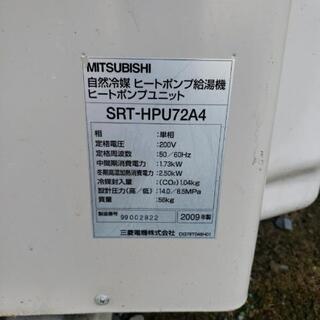 MITSUBISHI
自然冷媒 ヒートポンプ給湯機
ヒートポンプユニット
SRT-HPU72A4
相 : 単相
定格電圧 : 200V
定格周波数 : 50／60Hz
中間期消費電力 : 1.73kW
冬期高温加熱消費電力 : 2.50kW
冷媒封入量 : (CO₂) 1.04kg
設計圧力(高／低) : 14.0／8.5MPa
質量 : 56kg
製造番号 99002822 2009年製
三菱電機株式会社